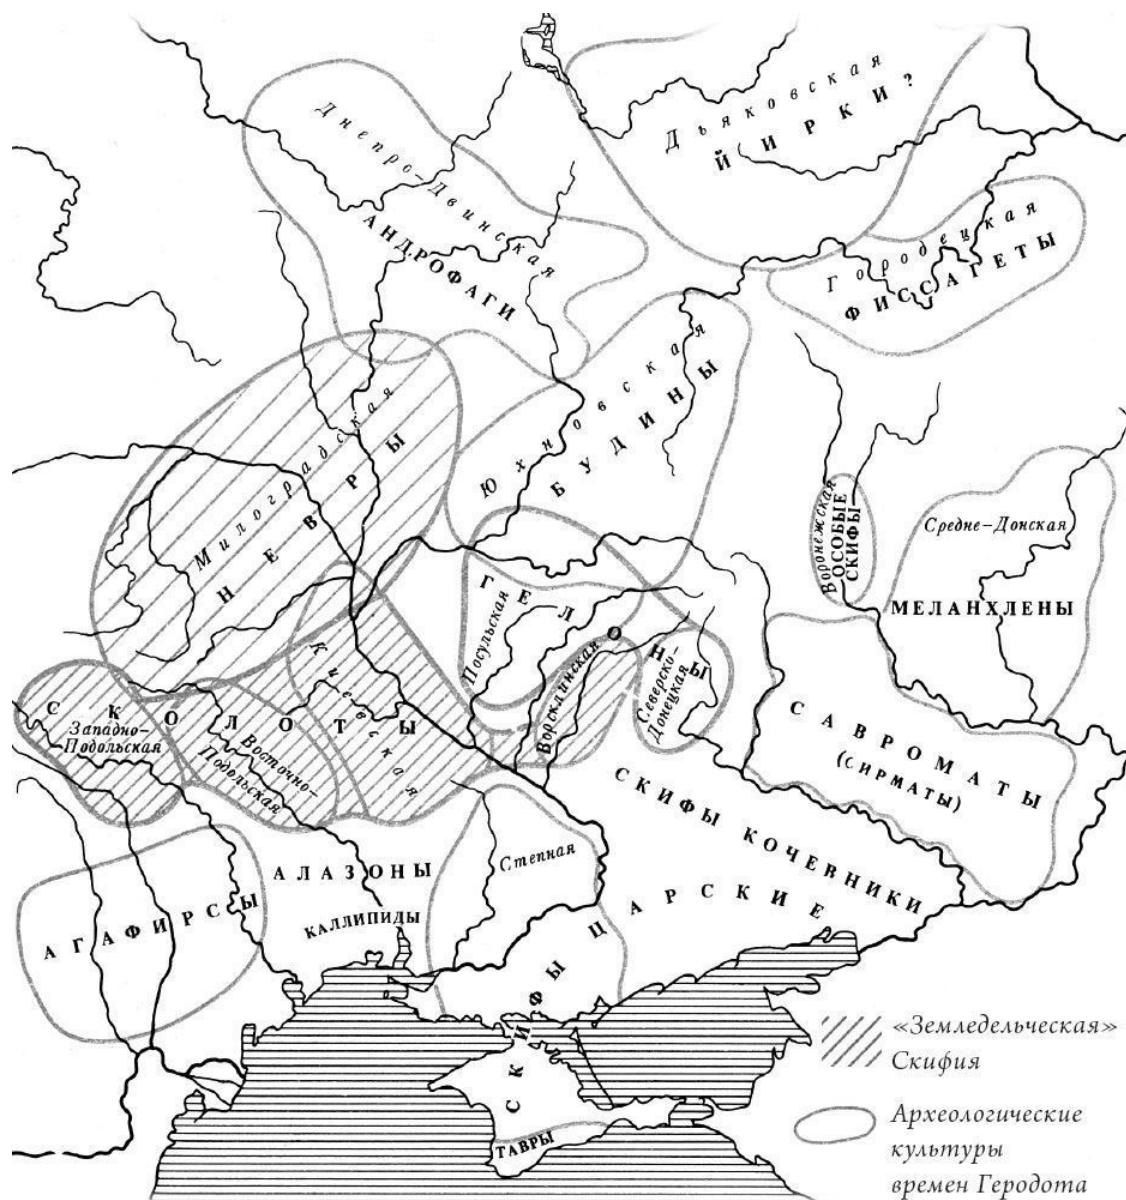 Дьяковская
ЙИРКИ?
Днепро-Двинская
АНДРОФАГИ
Городецкая
ФИССАГЕТЫ
Юхновская
БУДИНЫ
Милоградская
НЕВРЫ
Воронежская
ОСОБЫЕ
СКИФЫ
Средне-Донская
МЕЛАНХЛЕНЫ
ГЕЛОНЫ
Посульская
Ворсклинская
Северско-
Донецкая
Киевская
СКОЛОТЫ
Западно-
Подольская
Восточно-
Подольская
САВРОМАТЫ
(СИРМАТЫ)
СКИФЫ КОЧЕВНИКИ
Степная
АЛАЗОНЫ
КАЛЛИПИДЫ
АГАФИРСЫ
СКИФЫ ЦАРСКИЕ
ТАВРЫ
«Земледельческая»
Скифия
Археологические
культуры
времен Геродота